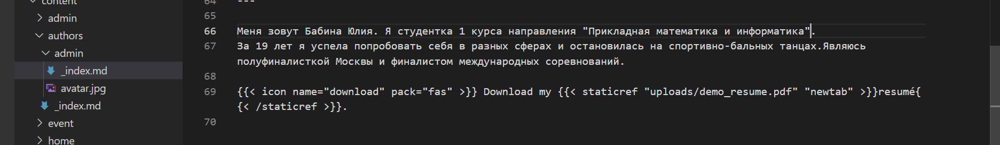 content
admin
authors
admin
_index.md
avatar.jpg
_index.md
event
home
64 ---
65
66 Меня зовут Бабина Юлия. Я студентка 1 курса направления "Прикладная математика и информатика".
67 За 19 лет я успела попробовать себя в разных сферах и остановилась на спортивно-бальных танцах.Являюсь
полуфиналисткой Москвы и финалистом международных соревнований.
68
69 {{< icon name="download" pack="fas" >}} Download my {{< staticref "uploads/demo_resume.pdf" "newtab" >}}resumé{
{< /staticref >}}.
70